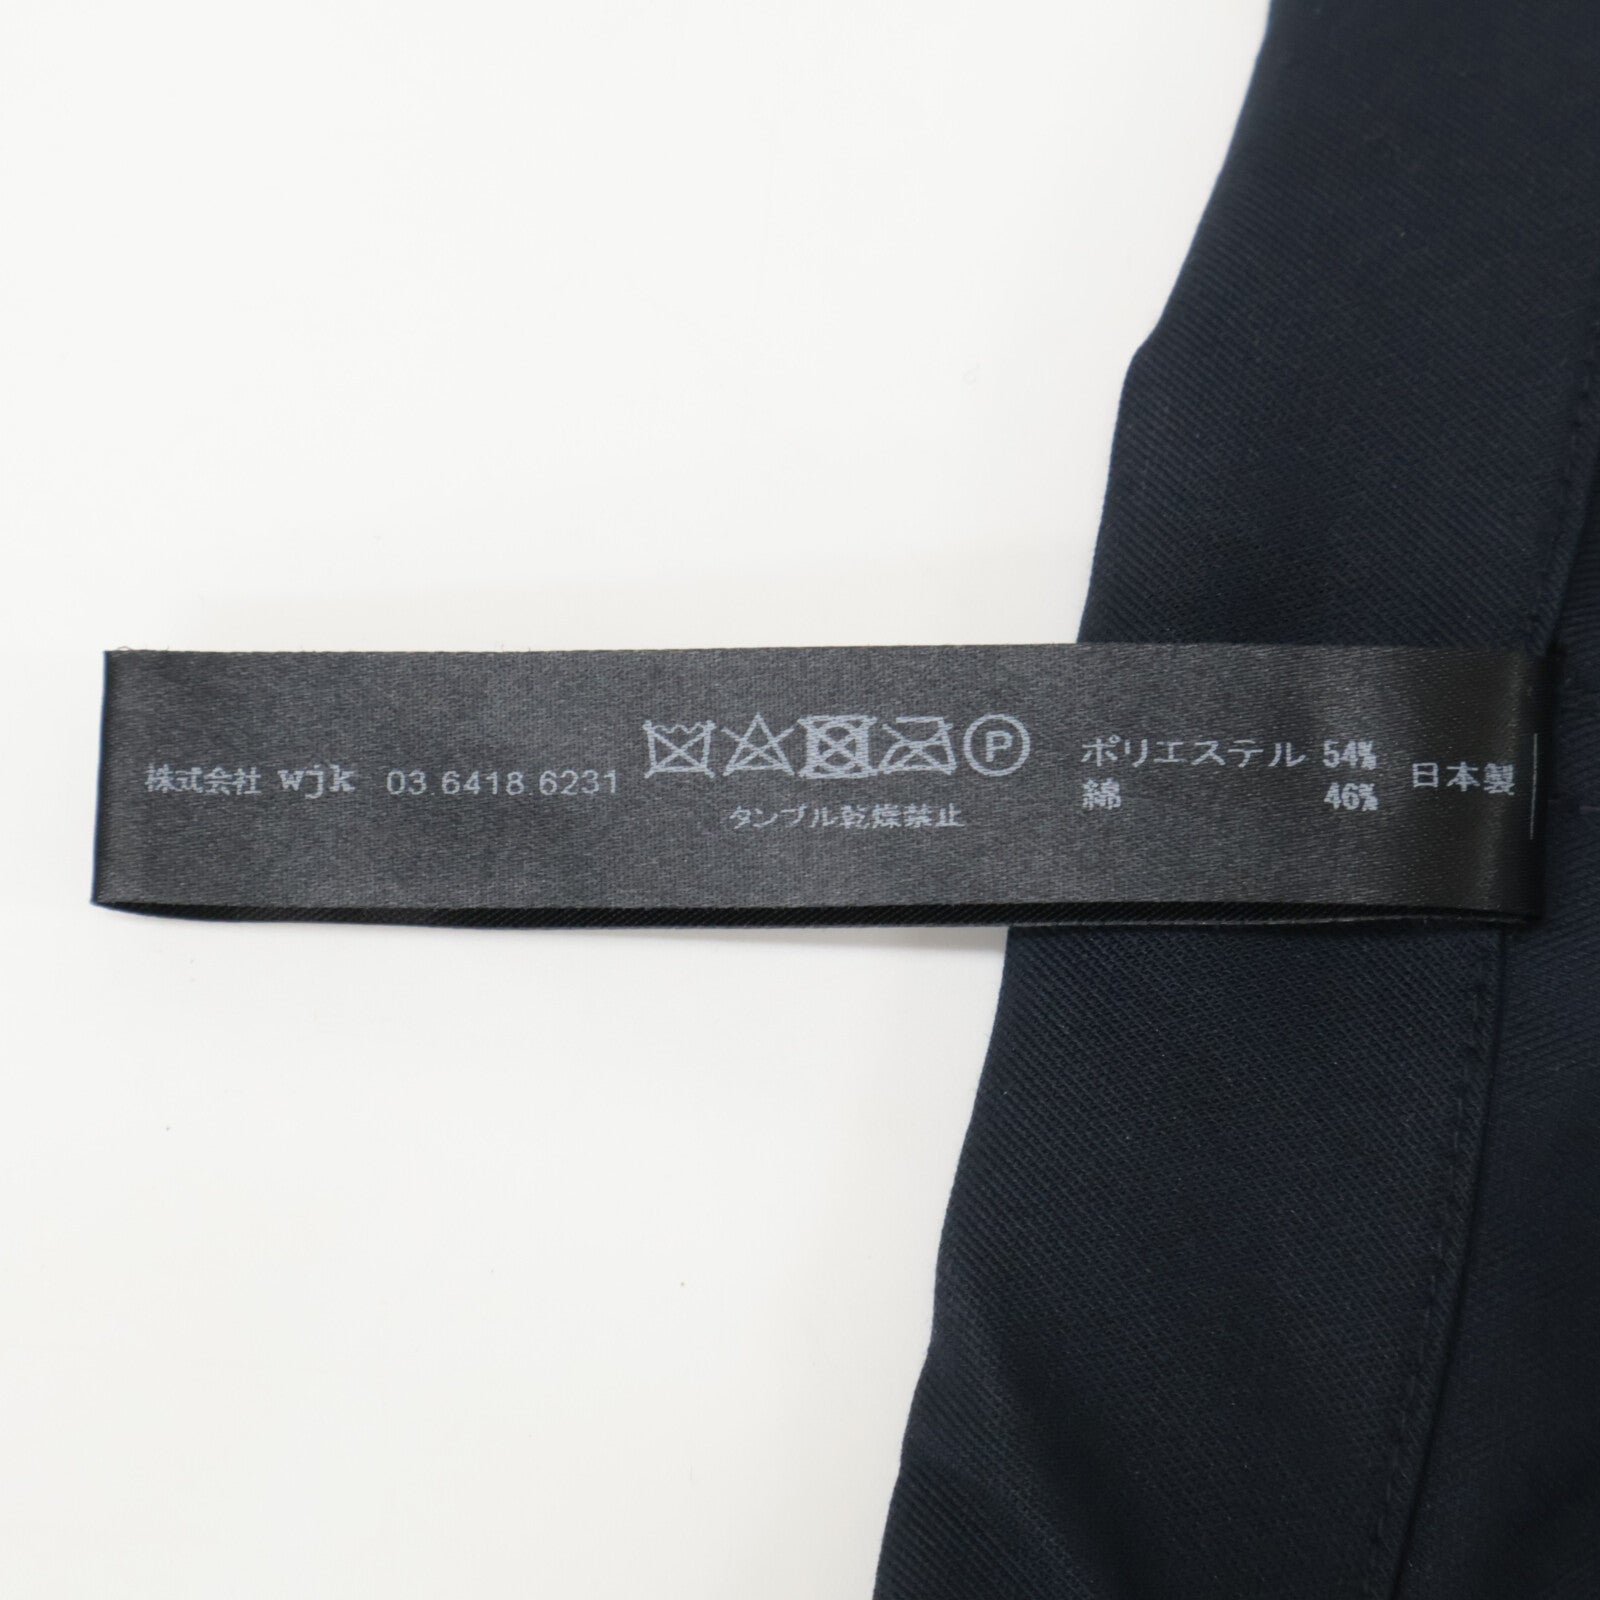 株式会社 wjk 03 6418 6231
P
タンブル乾燥禁止
ポリエステル 54%
綿 46%
日本製